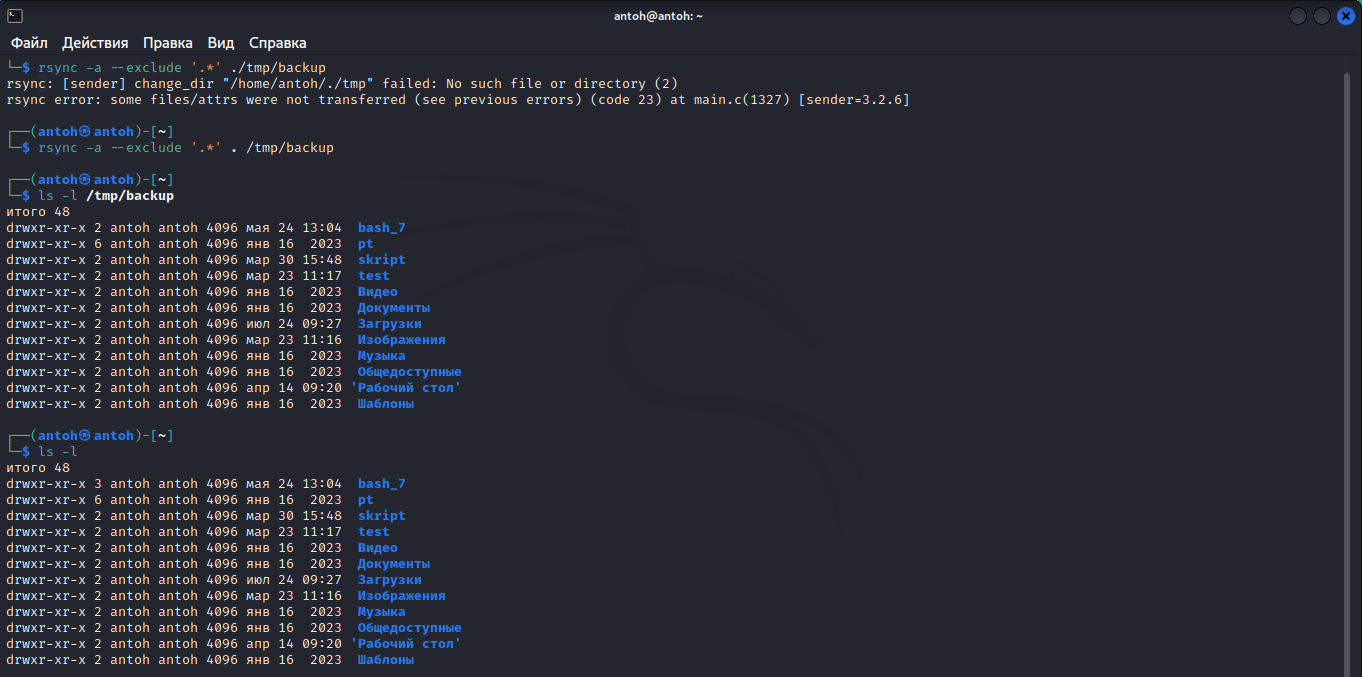 antoh@antoh: ~
Файл Действия Правка Вид Справка
└─$ rsync -a --exclude '.*' ./tmp/backup
rsync: [sender] change_dir "/home/antoh/./tmp" failed: No such file or directory (2)
rsync error: some files/attrs were not transferred (see previous errors) (code 23) at main.c(1327) [sender=3.2.6]
┌──(antoh㉿antoh)-[~]
└─$ rsync -a --exclude '.*' . /tmp/backup
┌──(antoh㉿antoh)-[~]
└─$ ls -l /tmp/backup
итого 48
drwxr-xr-x 2 antoh antoh 4096 мая 24 13:04  bash_7
drwxr-xr-x 6 antoh antoh 4096 янв 16  2023  pt
drwxr-xr-x 2 antoh antoh 4096 мар 30 15:48  skript
drwxr-xr-x 2 antoh antoh 4096 мар 23 11:17  test
drwxr-xr-x 2 antoh antoh 4096 янв 16  2023  Видео
drwxr-xr-x 2 antoh antoh 4096 янв 16  2023  Документы
drwxr-xr-x 2 antoh antoh 4096 июл 24 09:27  Загрузки
drwxr-xr-x 2 antoh antoh 4096 мар 23 11:16  Изображения
drwxr-xr-x 2 antoh antoh 4096 янв 16  2023  Музыка
drwxr-xr-x 2 antoh antoh 4096 янв 16  2023  Общедоступные
drwxr-xr-x 2 antoh antoh 4096 апр 14 09:20 'Рабочий стол'
drwxr-xr-x 2 antoh antoh 4096 янв 16  2023  Шаблоны
┌──(antoh㉿antoh)-[~]
└─$ ls -l
итого 48
drwxr-xr-x 3 antoh antoh 4096 мая 24 13:04  bash_7
drwxr-xr-x 6 antoh antoh 4096 янв 16  2023  pt
drwxr-xr-x 2 antoh antoh 4096 мар 30 15:48  skript
drwxr-xr-x 2 antoh antoh 4096 мар 23 11:17  test
drwxr-xr-x 2 antoh antoh 4096 янв 16  2023  Видео
drwxr-xr-x 2 antoh antoh 4096 янв 16  2023  Документы
drwxr-xr-x 2 antoh antoh 4096 июл 24 09:27  Загрузки
drwxr-xr-x 2 antoh antoh 4096 мар 23 11:16  Изображения
drwxr-xr-x 2 antoh antoh 4096 янв 16  2023  Музыка
drwxr-xr-x 2 antoh antoh 4096 янв 16  2023  Общедоступные
drwxr-xr-x 2 antoh antoh 4096 апр 14 09:20 'Рабочий стол'
drwxr-xr-x 2 antoh antoh 4096 янв 16  2023  Шаблоны